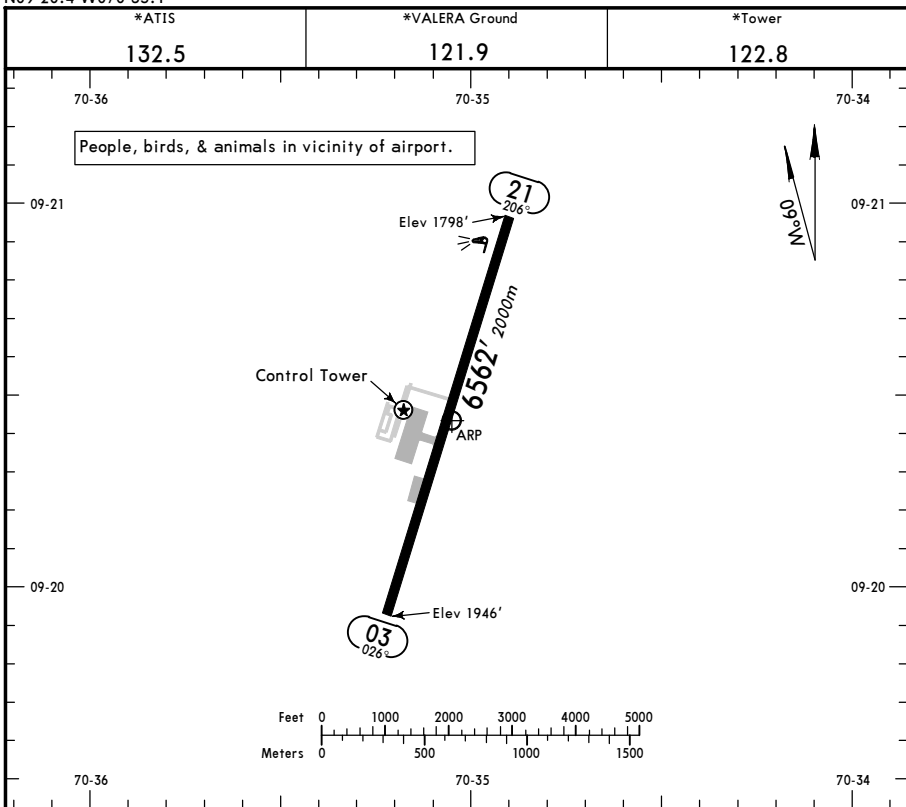 *ATIS
132.5
*VALERA Ground
121.9
*Tower
122.8
70-36
70-35
70-34
People, birds, & animals in vicinity of airport.
09-21
09-21
21
206°
Elev 1798'
09°W
6562' 2000m
Control Tower
ARP
09-20
09-20
Elev 1946'
03
026°
Feet 0 1000 2000 3000 4000 5000
Meters 0 500 1000 1500
70-36
70-35
70-34